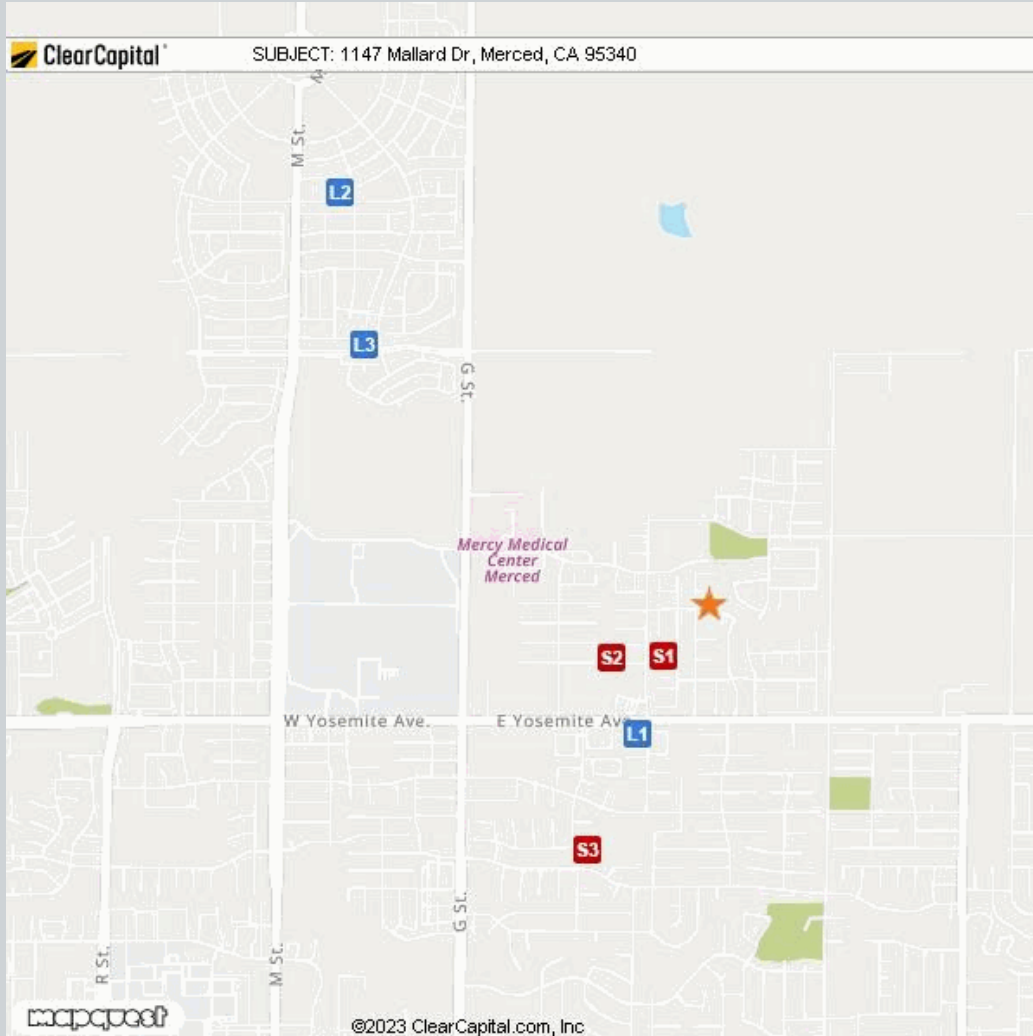 ClearCapital
SUBJECT: 1147 Mallard Dr, Merced, CA 95340
M St.
L2
L3
G St.
Mercy Medical
Center
Merced
S2
S1
W Yosemite Ave.
E Yosemite Ave
L1
S3
G St.
R St.
M St.
mapquest
©2023 ClearCapital.com, Inc